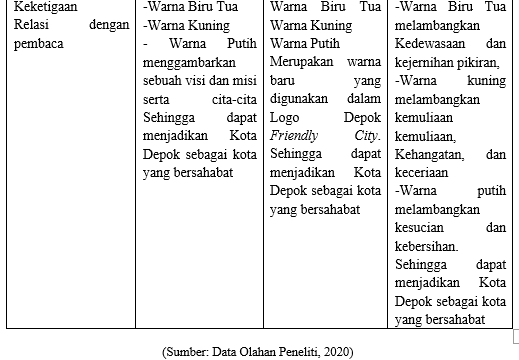 Keketigaan
Relasi dengan
pembaca
-Warna Biru Tua
-Warna Kuning
- Warna Putih
menggambarkan
sebuah visi dan misi
serta cita-cita
Sehingga dapat
menjadikan Kota
Depok sebagai kota
yang bersahabat
Warna Biru Tua
Warna Kuning
Warna Putih
Merupakan warna
baru yang
digunakan dalam
Logo Depok
Friendly City.
Sehingga dapat
menjadikan Kota
Depok sebagai kota
yang bersahabat
-Warna Biru Tua
melambangkan
Kedewasaan dan
kejernihan pikiran,
-Warna kuning
melambangkan
kemuliaan
kemuliaan,
Kehangatan, dan
keceriaan
-Warna putih
melambangkan
kesucian dan
kebersihan.
Sehingga dapat
menjadikan Kota
Depok sebagai kota
yang bersahabat
(Sumber: Data Olahan Peneliti, 2020)